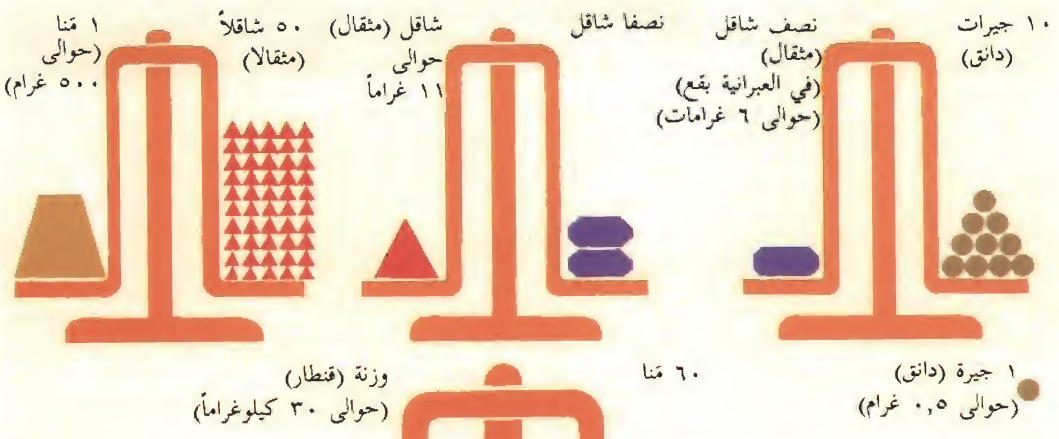 ١٠ جيرات
(دانق)
نصف شاقل
(مثقال)
(في العبرانية بقع)
(حوالى ٦ غرامات)
نصفا شاقل
شاقل (مثقال)
حوالى
١١ غراماً
٥٠ شاقلاً
(مثقالا)
١ مَنا
(حوالى
٥٠٠ غرام)
١ جيرة (دانق)
(حوالى ٠,٥ غرام)
٦٠ مَنا
وزنة (قنطار)
(حوالى ٣٠ كيلوغراماً)